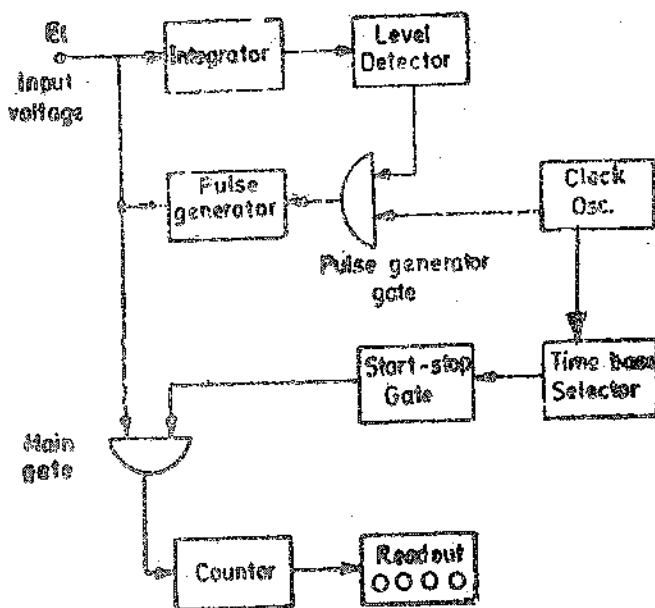 Ei
Input
voltage
Integrator
Level
Detector
Pulse
generator
Clock
Osc.
Pulse generator
gate
Start-stop
Gate
Time base
Selector
Main
gate
Counter
Readout